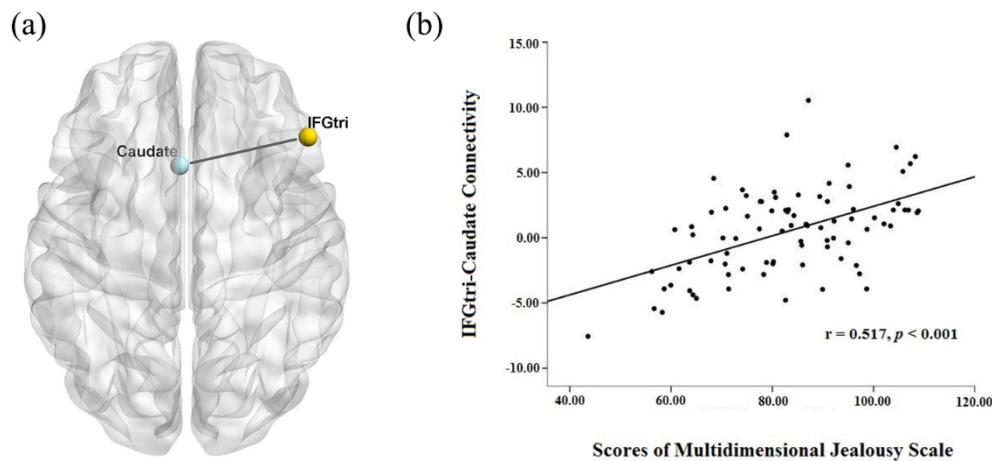 (a)
IFGtri
Caudate
(b)
IFGtri-Caudate Connectivity
15.00
10.00
5.00
0.00
-5.00
-10.00
r = 0.517, p < 0.001
40.00 60.00 80.00 100.00 120.00
Scores of Multidimensional Jealousy Scale